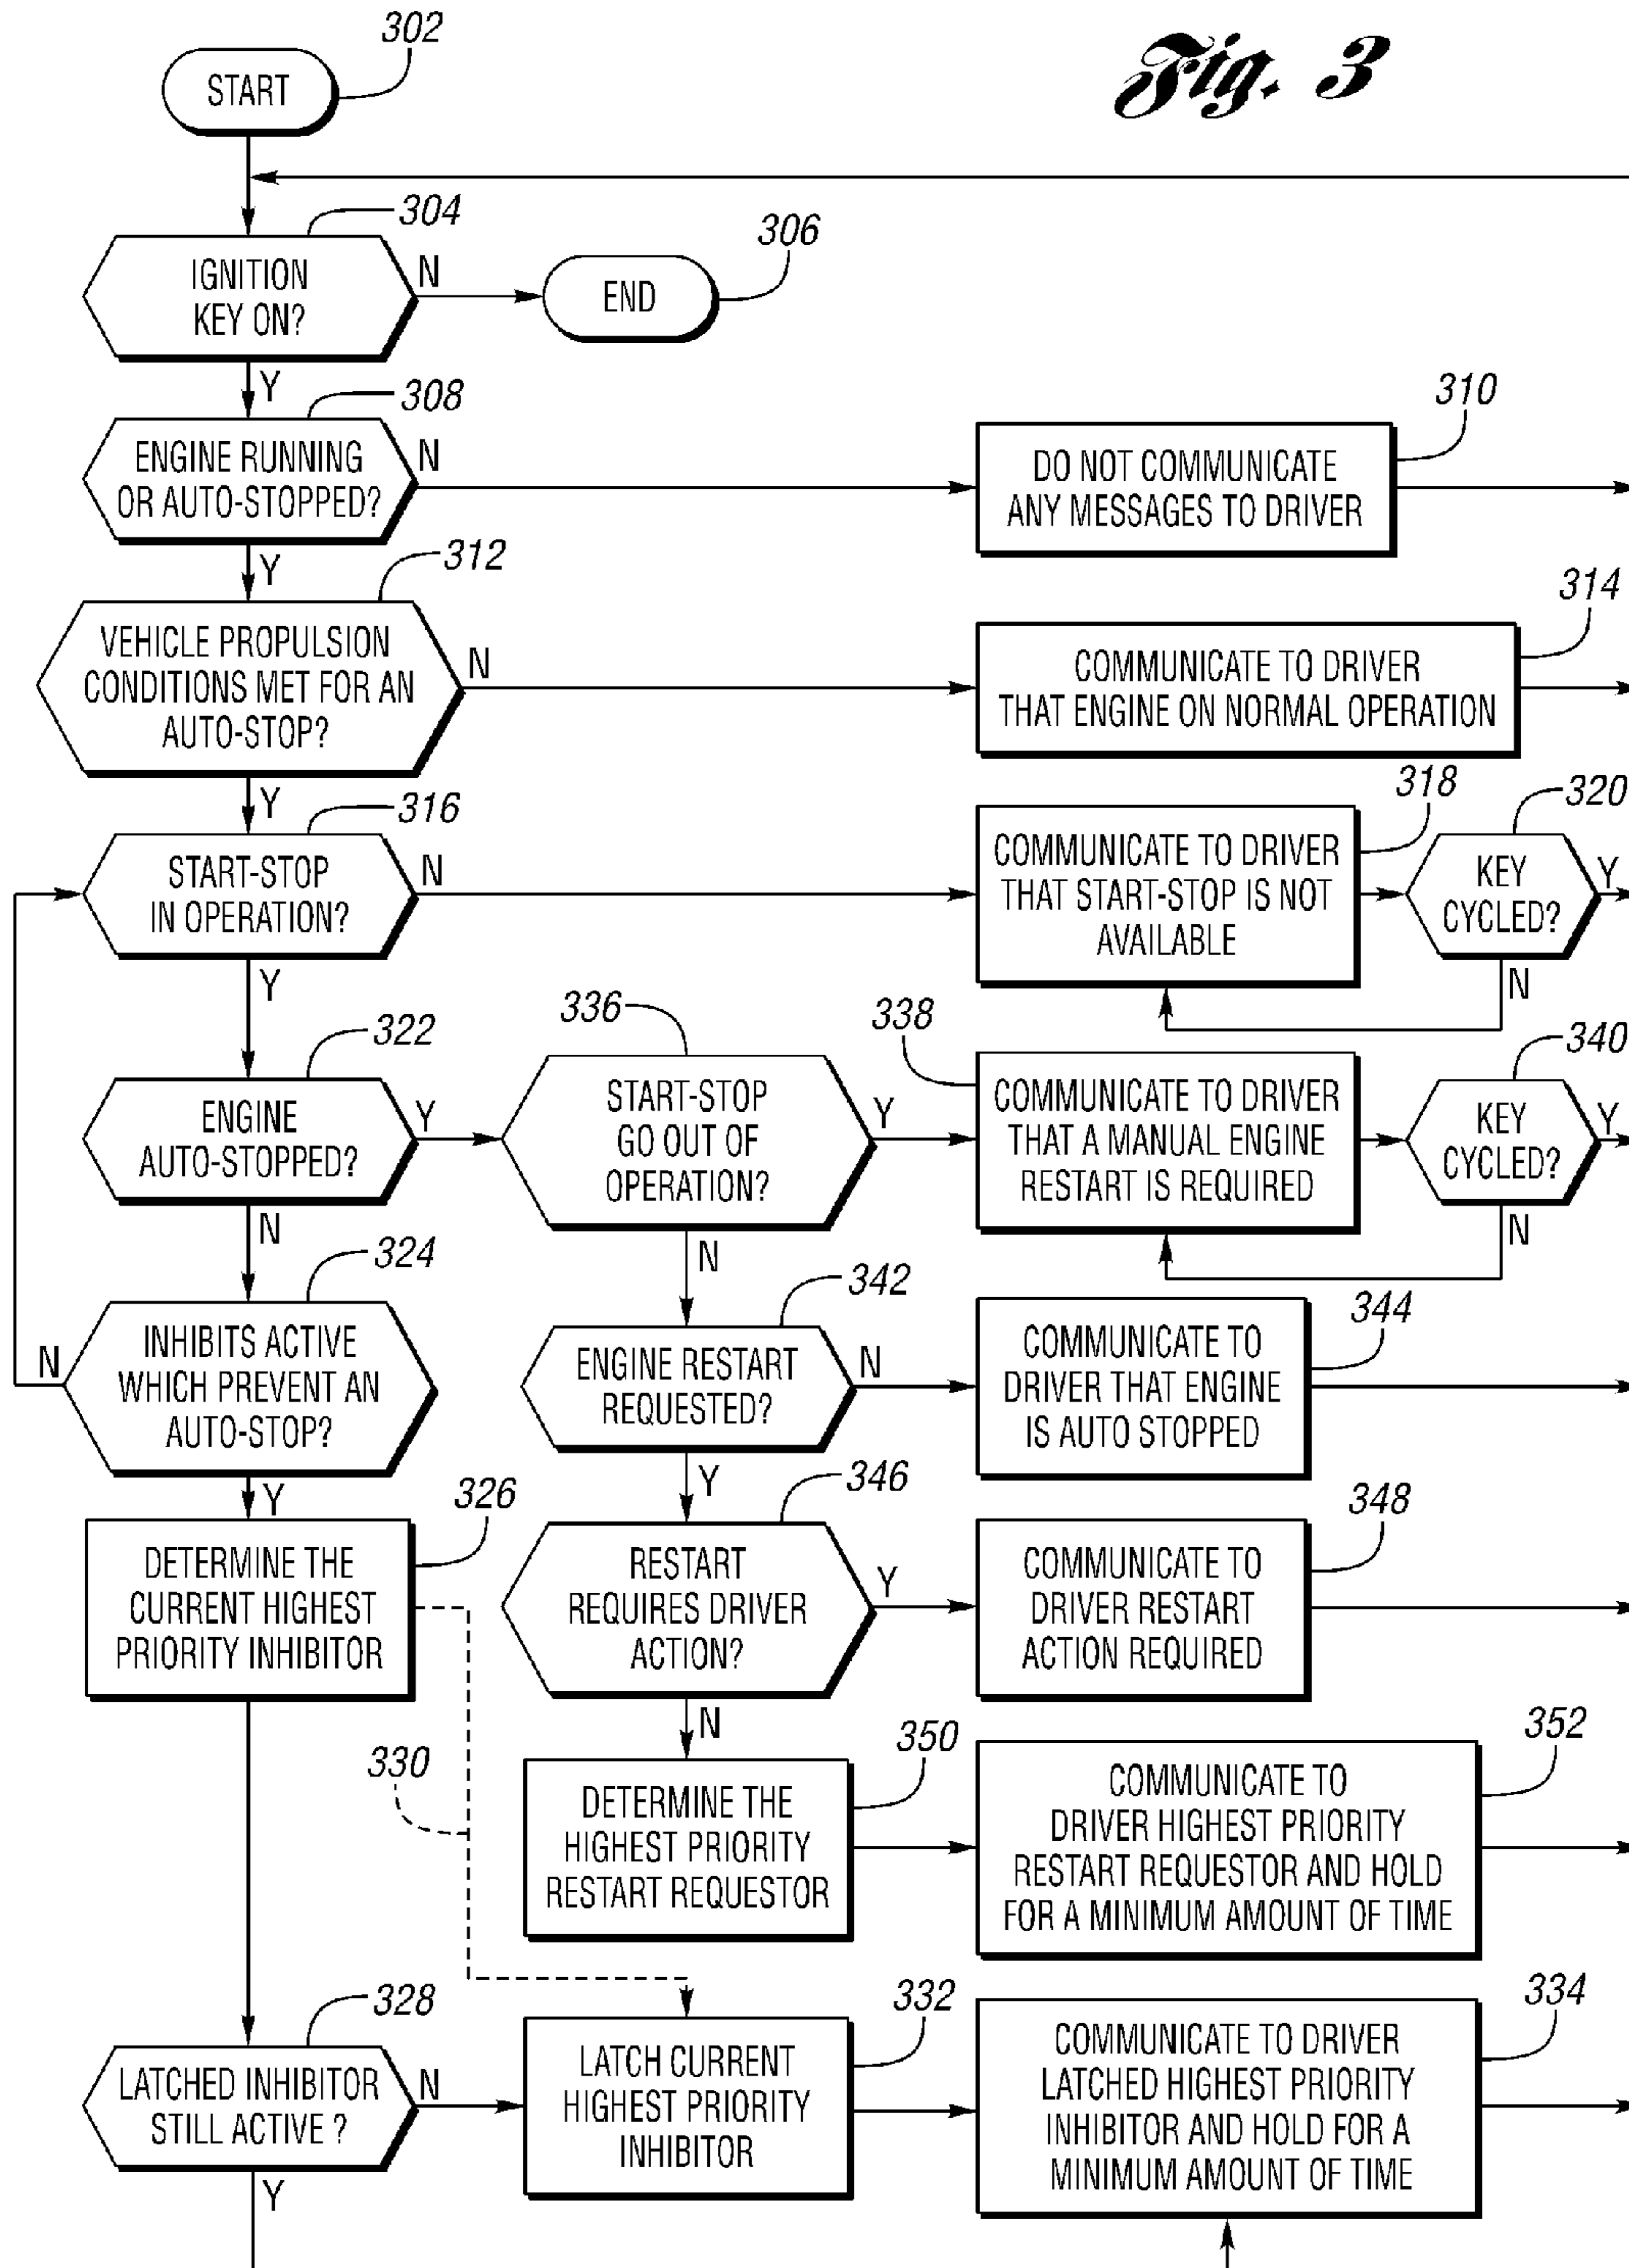 Fig. 3
302
START
304
IGNITION
KEY ON?
N
306
END
Y
308
ENGINE RUNNING
OR AUTO-STOPPED?
N
310
DO NOT COMMUNICATE
ANY MESSAGES TO DRIVER
Y
312
VEHICLE PROPULSION
CONDITIONS MET FOR AN
AUTO-STOP?
N
314
COMMUNICATE TO DRIVER
THAT ENGINE ON NORMAL OPERATION
Y
316
START-STOP
IN OPERATION?
N
318
COMMUNICATE TO DRIVER
THAT START-STOP IS NOT
AVAILABLE
320
KEY
CYCLED?
Y
N
Y
322
ENGINE
AUTO-STOPPED?
Y
336
START-STOP
GO OUT OF
OPERATION?
Y
338
COMMUNICATE TO DRIVER
THAT A MANUAL ENGINE
RESTART IS REQUIRED
340
KEY
CYCLED?
Y
N
N
324
INHIBITS ACTIVE
WHICH PREVENT AN
AUTO-STOP?
N
N
342
ENGINE RESTART
REQUESTED?
N
344
COMMUNICATE TO
DRIVER THAT ENGINE
IS AUTO STOPPED
Y
326
DETERMINE THE
CURRENT HIGHEST
PRIORITY INHIBITOR
Y
346
RESTART
REQUIRES DRIVER
ACTION?
Y
348
COMMUNICATE TO
DRIVER RESTART
ACTION REQUIRED
N
330
350
DETERMINE THE
HIGHEST PRIORITY
RESTART REQUESTOR
352
COMMUNICATE TO
DRIVER HIGHEST PRIORITY
RESTART REQUESTOR AND HOLD
FOR A MINIMUM AMOUNT OF TIME
328
LATCHED INHIBITOR
STILL ACTIVE ?
N
332
LATCH CURRENT
HIGHEST PRIORITY
INHIBITOR
334
COMMUNICATE TO DRIVER
LATCHED HIGHEST PRIORITY
INHIBITOR AND HOLD FOR A
MINIMUM AMOUNT OF TIME
Y